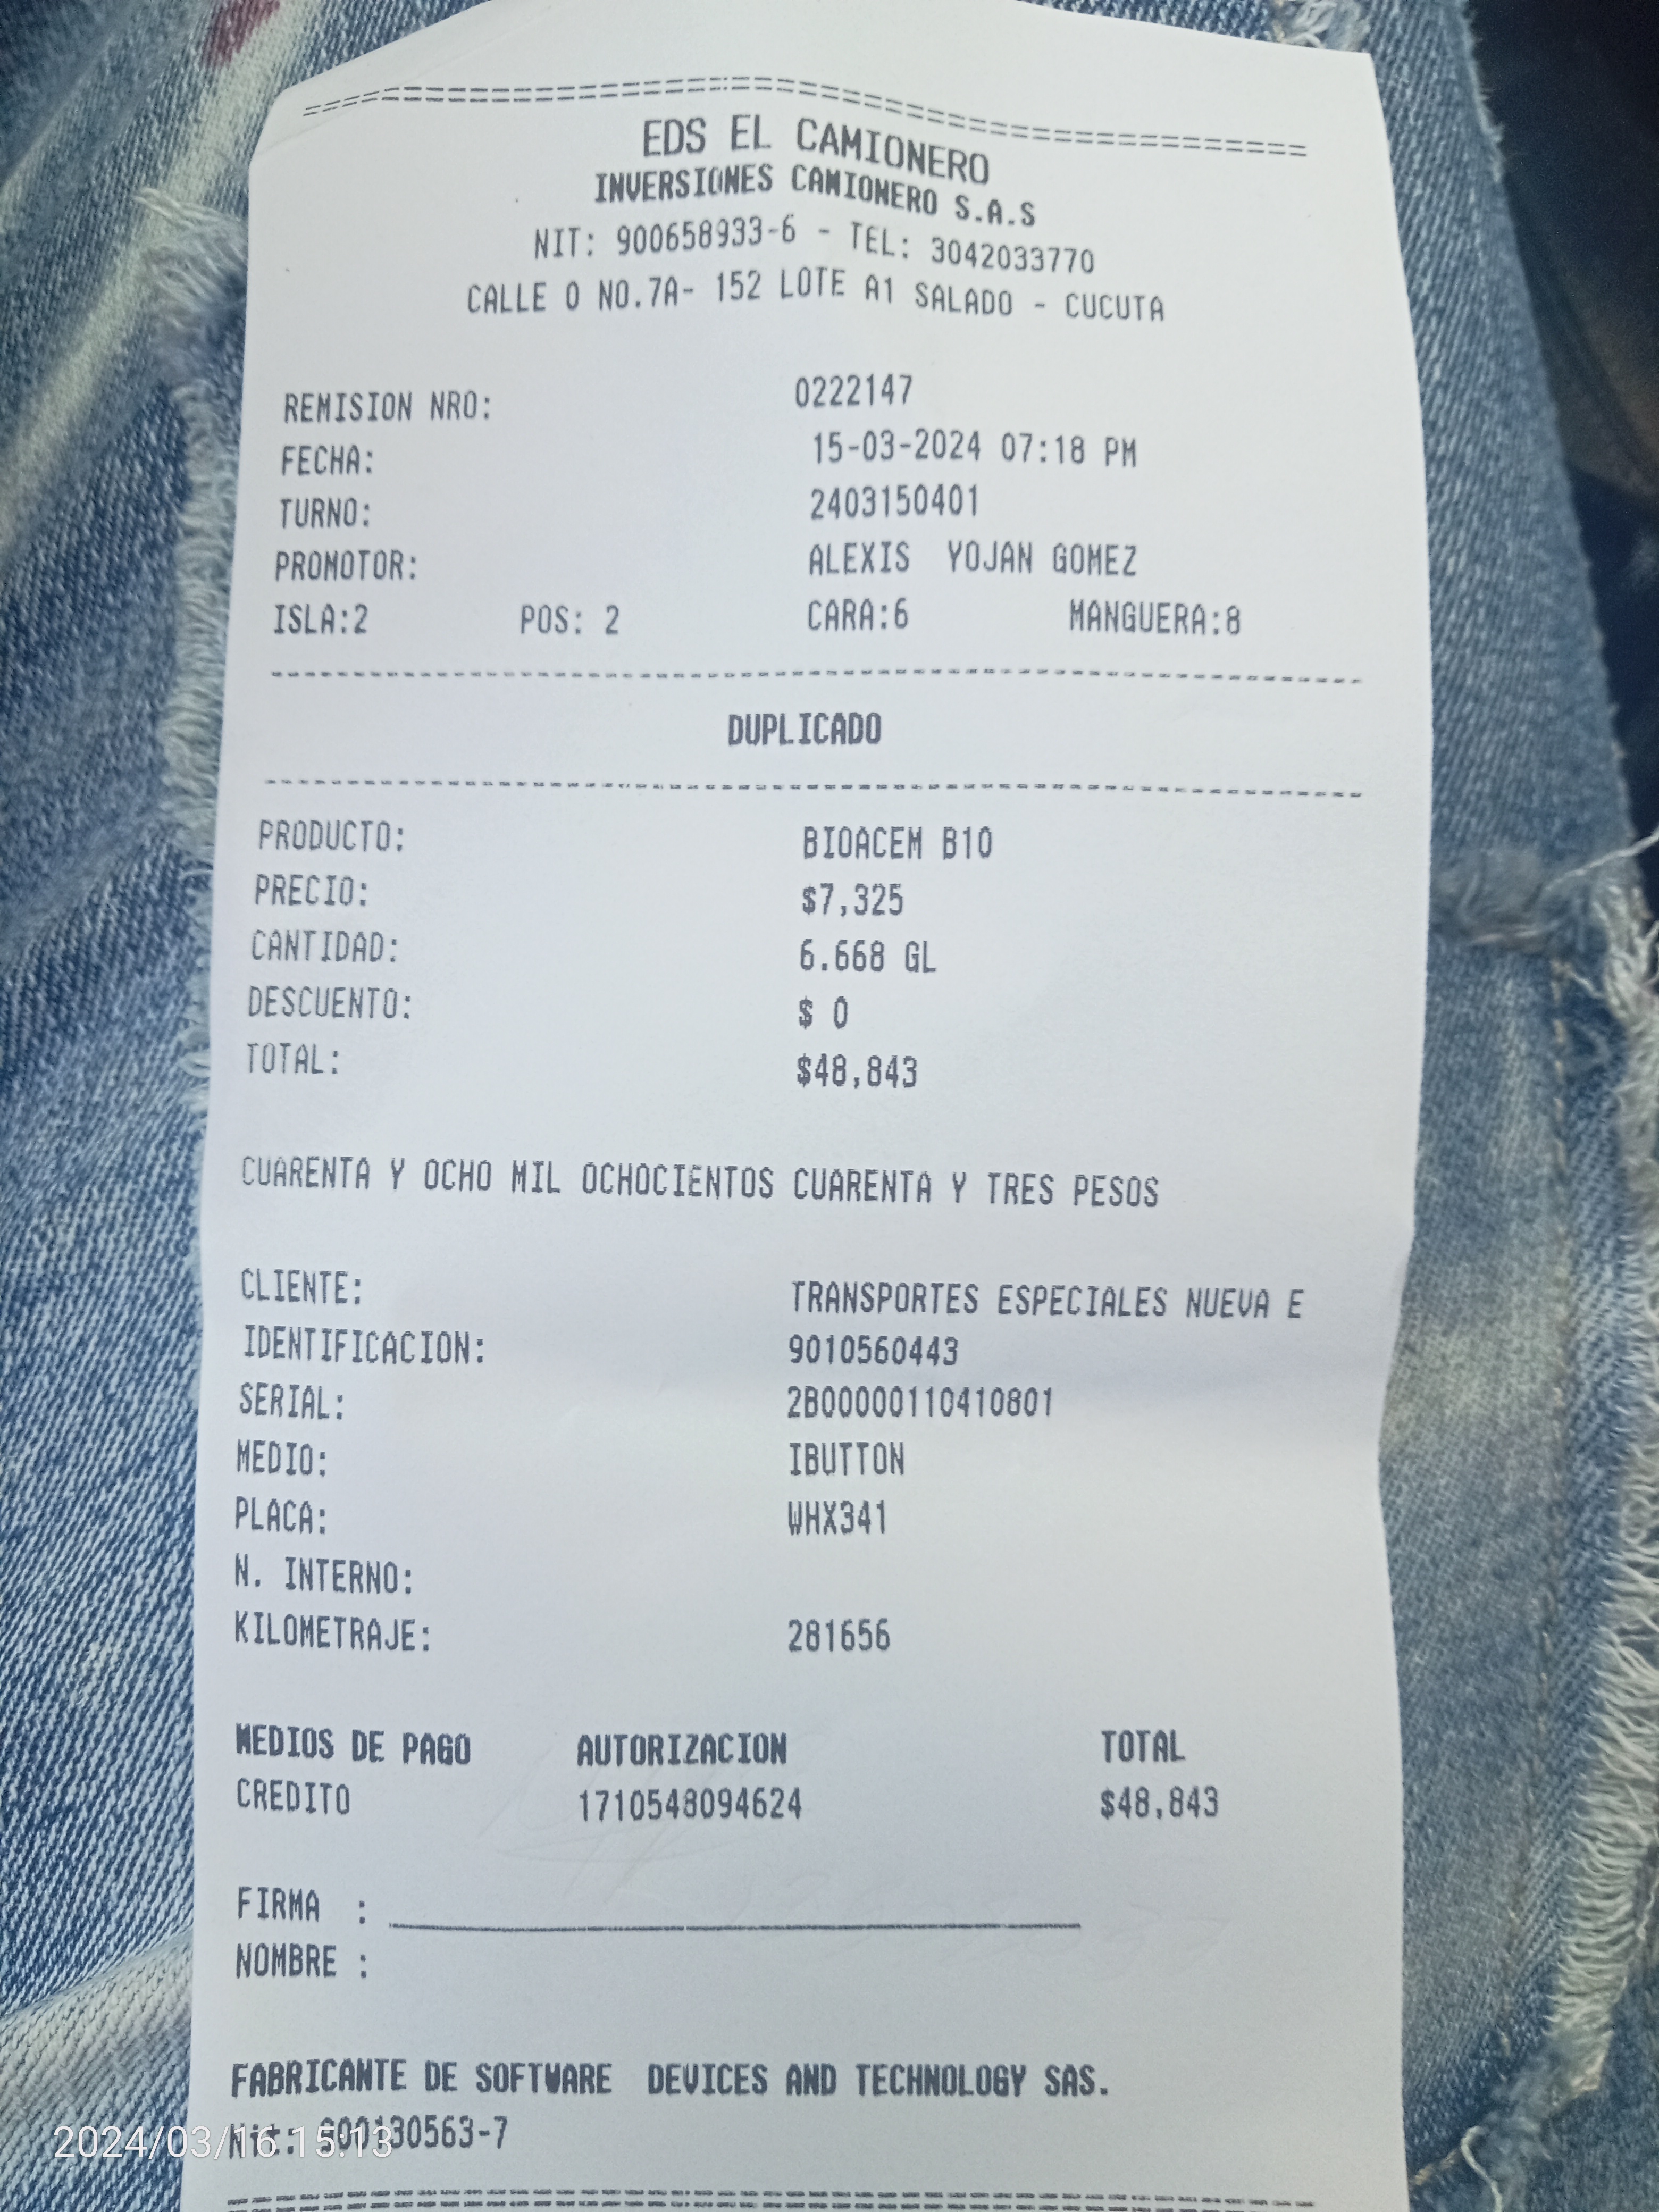 EDS EL CAMIONERO
INVERSIONES CAMIONERO S.A.S
NIT: 900658933-6 - TEL: 3042033770
CALLE 0 NO.7A- 152 LOTE A1 SALADO - CUCUTA
REMISION NRO: 0222147
FECHA: 15-03-2024 07:18 PM
TURNO: 2403150401
PROMOTOR: ALEXIS YOJAN GOMEZ
ISLA:2 POS: 2 CARA:6 MANGUERA:8
DUPLICADO
PRODUCTO: BIOACEM B10
PRECIO: $7,325
CANTIDAD: 6.668 GL
DESCUENTO: $ 0
TOTAL: $48,843
CUARENTA Y OCHO MIL OCHOCIENTOS CUARENTA Y TRES PESOS
CLIENTE: TRANSPORTES ESPECIALES NUEVA E
IDENTIFICACION: 9010560443
SERIAL: 2B00000110410801
MEDIO: IBUTTON
PLACA: WHX341
N. INTERNO:
KILOMETRAJE: 281656
MEDIOS DE PAGO AUTORIZACION TOTAL
CREDITO 1710548094624 $48,843
FIRMA :
NOMBRE :
FABRICANTE DE SOFTWARE DEVICES AND TECHNOLOGY SAS.
Nit: 900130563-7
2024/03/16 15:13